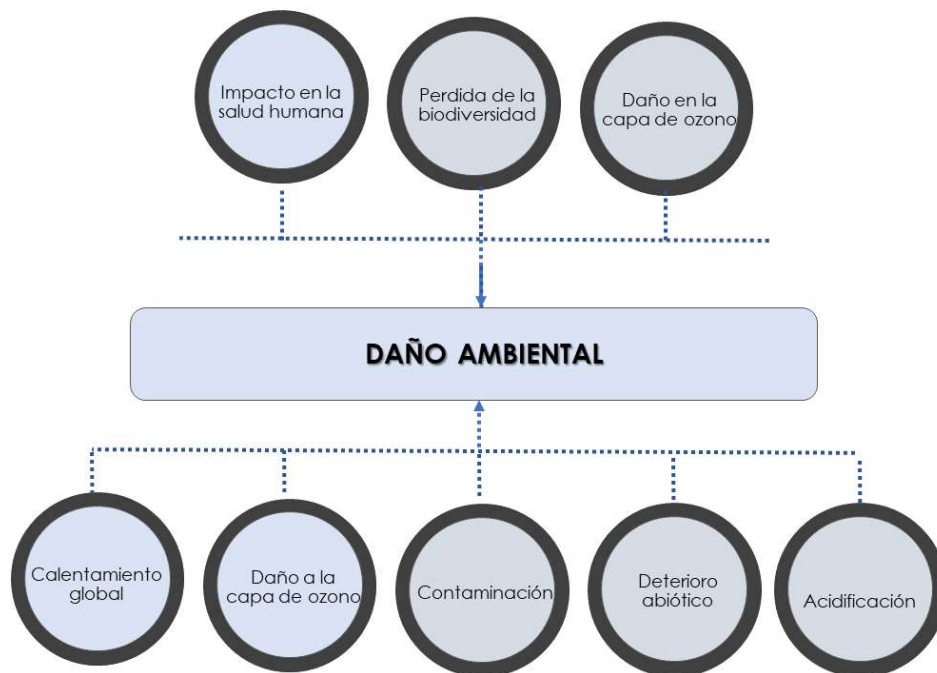 Impacto en la
salud humana
Perdida de la
biodiversidad
Daño en la
capa de ozono
DAÑO AMBIENTAL
Calentamiento
global
Daño a la
capa de ozono
Contaminación
Deterioro
abiótico
Acidificación